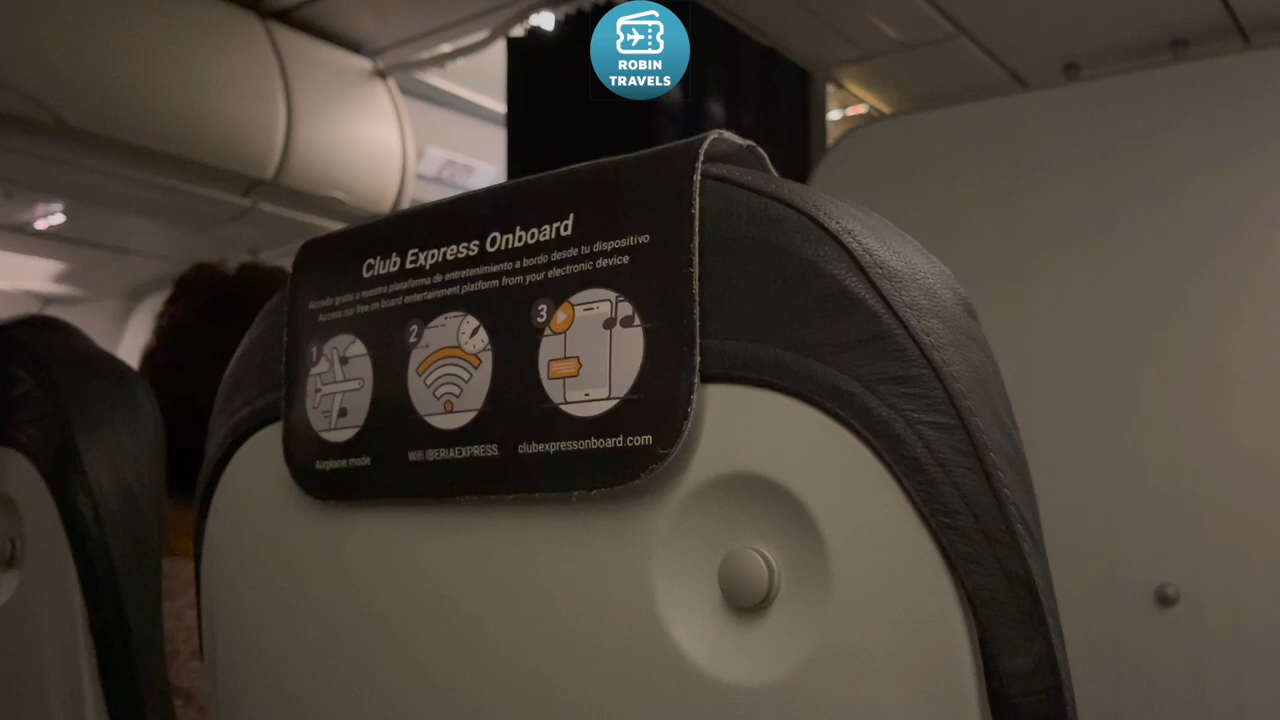 ROBIN
TRAVELS
Club Express Onboard
Acceda gratis a nuestra plataforma de entretenimiento a bordo desde tu dispositivo
Access our free on board entertainment platform from your electronic device
1
2
3
Airplane mode
Wifi IBERIAEXPRESS
clubexpressonboard.com